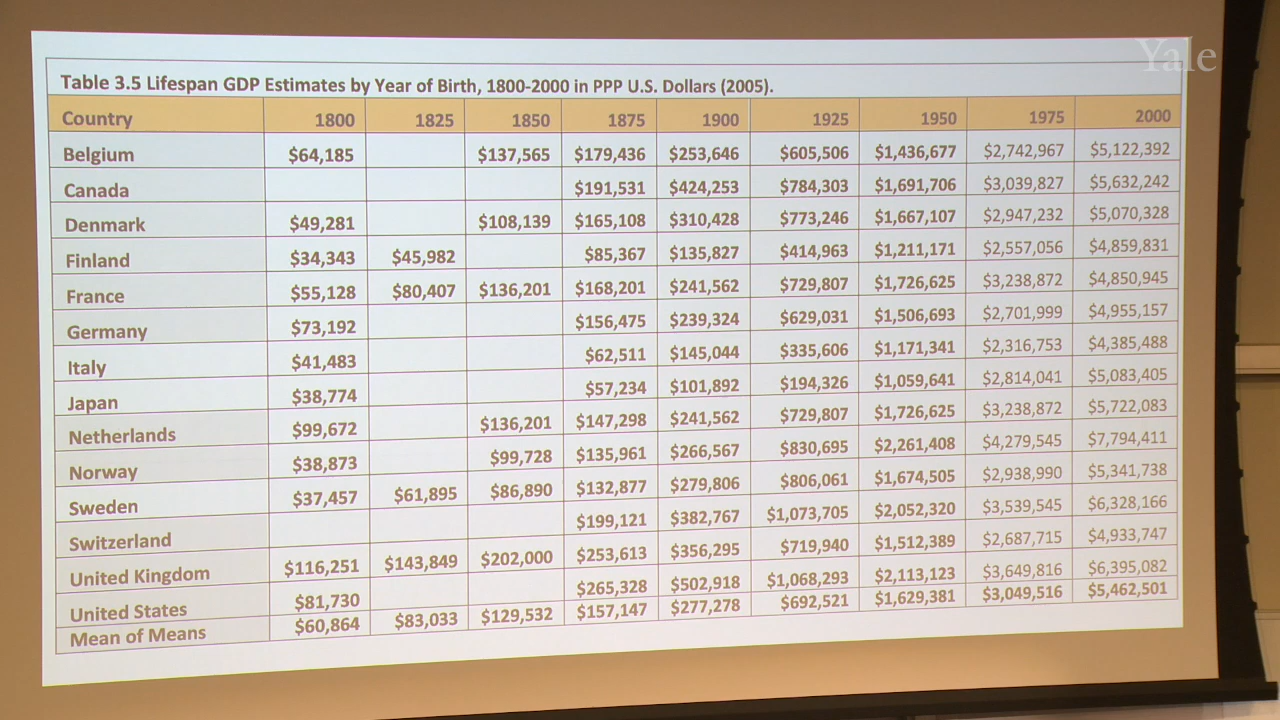 Yale
Table 3.5 Lifespan GDP Estimates by Year of Birth, 1800-2000 in PPP U.S. Dollars (2005).
Country 1800 1825 1850 1875 1900 1925 1950 1975 2000
Belgium $64,185 $137,565 $179,436 $253,646 $605,506 $1,436,677 $2,742,967 $5,122,392
Canada $191,531 $424,253 $784,303 $1,691,706 $3,039,827 $5,632,242
Denmark $49,281 $108,139 $165,108 $310,428 $773,246 $1,667,107 $2,947,232 $5,070,328
Finland $34,343 $45,982 $85,367 $135,827 $414,963 $1,211,171 $2,557,056 $4,859,831
France $55,128 $80,407 $136,201 $168,201 $241,562 $729,807 $1,726,625 $3,238,872 $4,850,945
Germany $73,192 $156,475 $239,324 $629,031 $1,506,693 $2,701,999 $4,955,157
Italy $41,483 $62,511 $145,044 $335,606 $1,171,341 $2,316,753 $4,385,488
Japan $38,774 $57,234 $101,892 $194,326 $1,059,641 $2,814,041 $5,083,405
Netherlands $99,672 $136,201 $147,298 $241,562 $729,807 $1,726,625 $3,238,872 $5,722,083
Norway $38,873 $99,728 $135,961 $266,567 $830,695 $2,261,408 $4,279,545 $7,794,411
Sweden $37,457 $61,895 $86,890 $132,877 $279,806 $806,061 $1,674,505 $2,938,990 $5,341,738
Switzerland $199,121 $382,767 $1,073,705 $2,052,320 $3,539,545 $6,328,166
United Kingdom $116,251 $143,849 $202,000 $253,613 $356,295 $719,940 $1,512,389 $2,687,715 $4,933,747
United States $81,730 $265,328 $502,918 $1,068,293 $2,113,123 $3,649,816 $6,395,082
Mean of Means $60,864 $83,033 $129,532 $157,147 $277,278 $692,521 $1,629,381 $3,049,516 $5,462,501